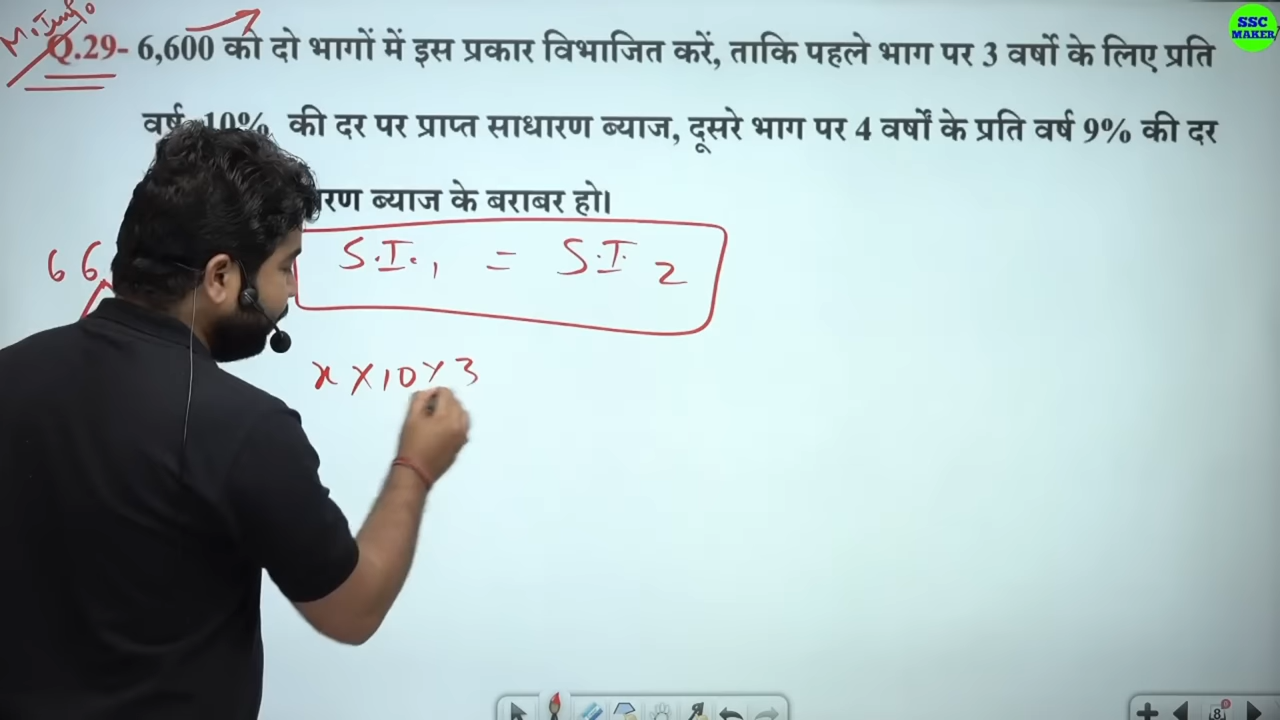 M. Imp
Q.29- 6,600 को दो भागों में इस प्रकार विभाजित करें, ताकि पहले भाग पर 3 वर्षो के लिए प्रति
वर्ष 10% की दर पर प्राप्त साधारण ब्याज, दूसरे भाग पर 4 वर्षों के प्रति वर्ष 9% की दर
ब्याज के बराबर हो।
66
S.I.1 = S.I 2
x X 10 X 3
SSC
MAKER
8